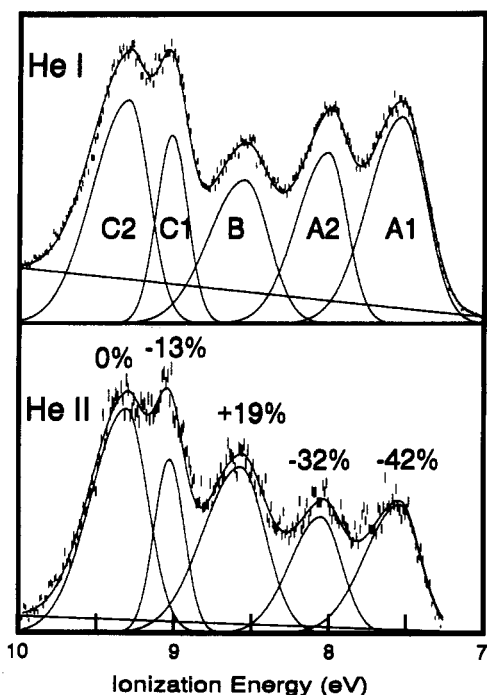 He I
C2 C1 B A2 A1
He II
0% -13% +19% -32% -42%
10 9 8 7
Ionization Energy (eV)